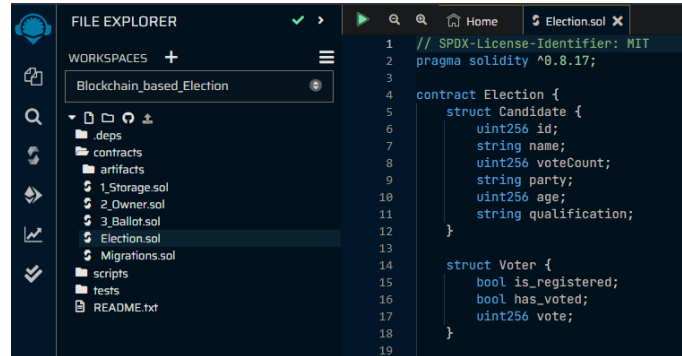 FILE EXPLORER
WORKSPACES
Blockchain_based_Election
.deps
contracts
artifacts
1_Storage.sol
2_Owner.sol
3_Ballot.sol
Election.sol
Migrations.sol
scripts
tests
README.txt
Home
Election.sol
1 // SPDX-License-Identifier: MIT
2 pragma solidity ^0.8.17;
3
4 contract Election {
5 struct Candidate {
6 uint256 id;
7 string name;
8 uint256 voteCount;
9 string party;
10 uint256 age;
11 string qualification;
12 }
13
14 struct Voter {
15 bool is_registered;
16 bool has_voted;
17 uint256 vote;
18 }
19